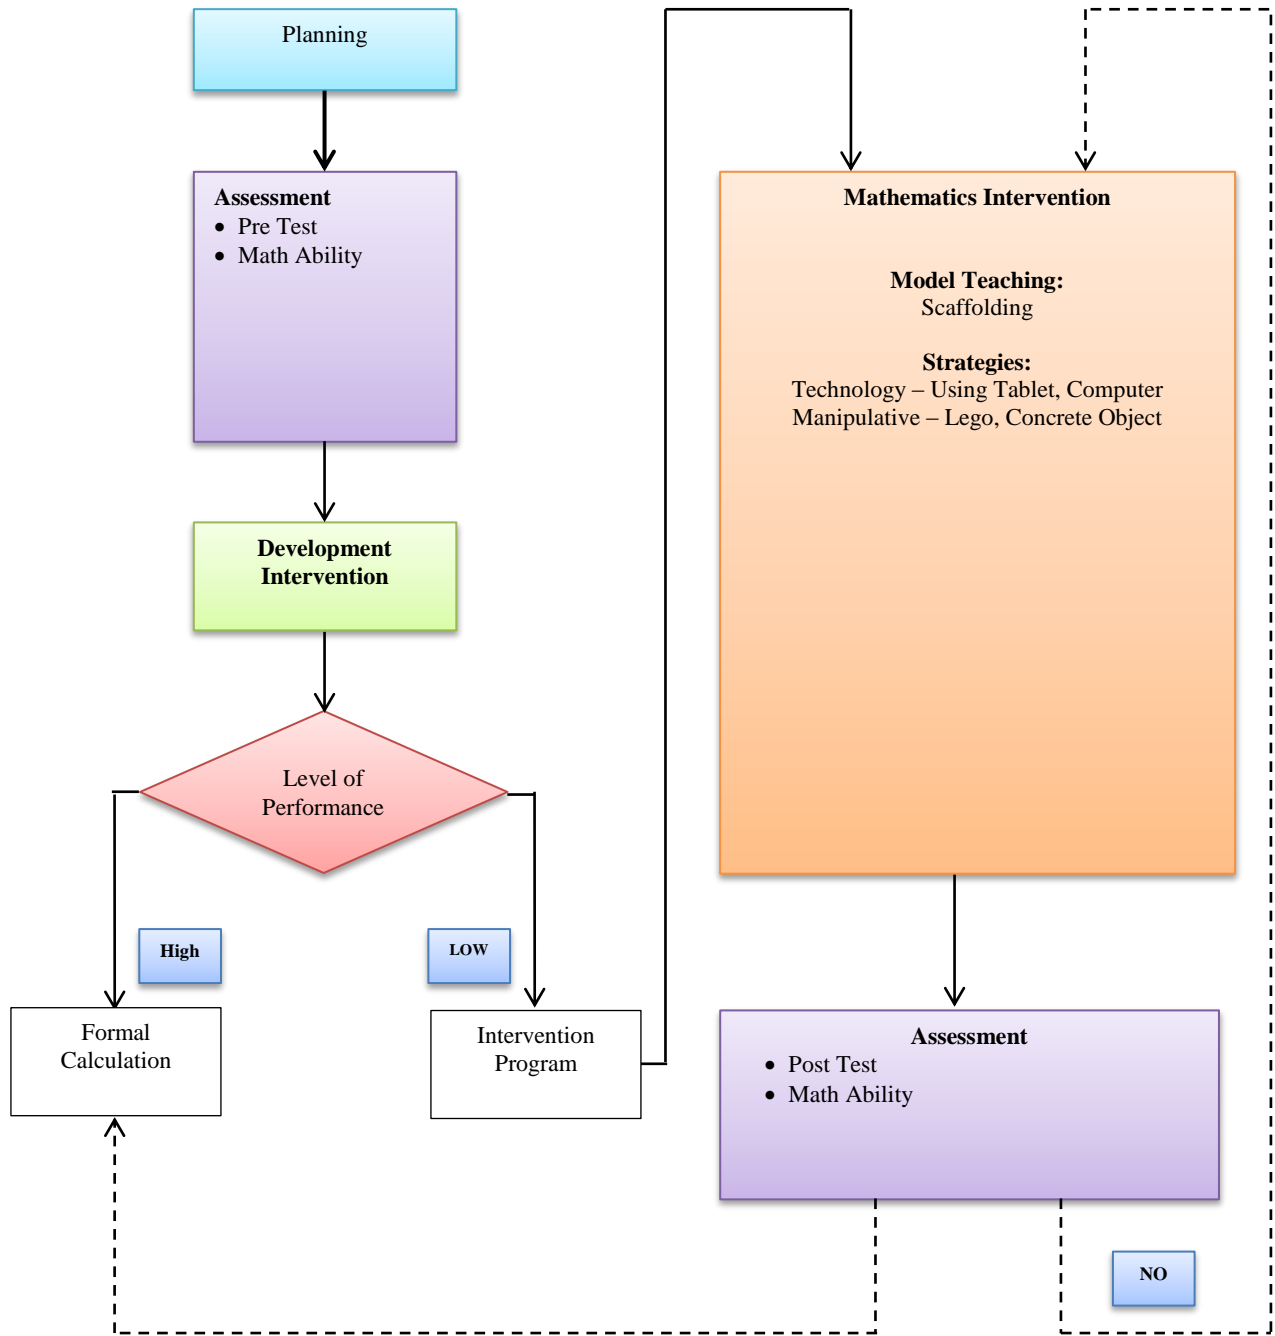 Planning
Assessment
• Pre Test
• Math Ability
Development
Intervention
Level of
Performance
High
LOW
Formal
Calculation
Intervention
Program
Mathematics Intervention
Model Teaching:
Scaffolding
Strategies:
Technology – Using Tablet, Computer
Manipulative – Lego, Concrete Object
Assessment
• Post Test
• Math Ability
NO